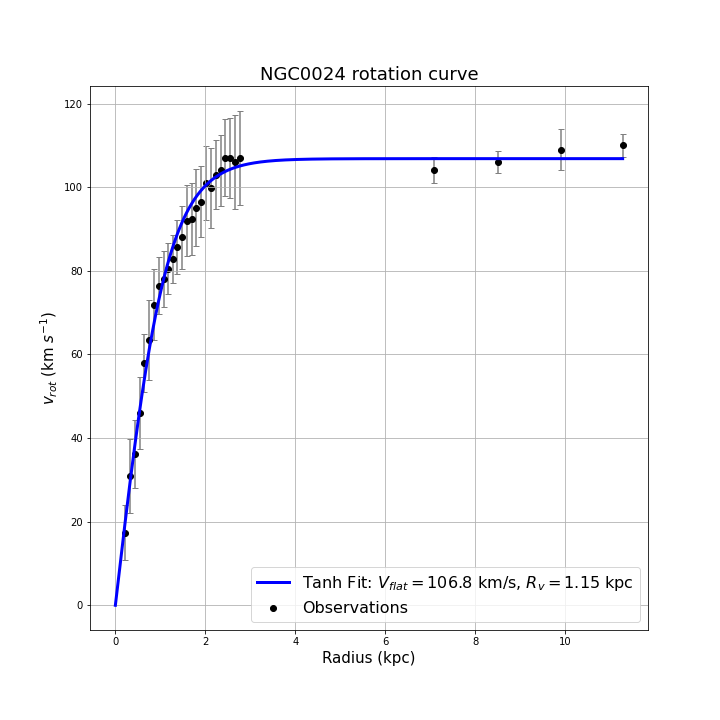 NGC0024 rotation curve
120
100
80
60
40
20
0
v_rot (km s⁻¹)
0 2 4 6 8 10
Radius (kpc)
Tanh Fit: V_flat = 106.8 km/s, R_v = 1.15 kpc
Observations